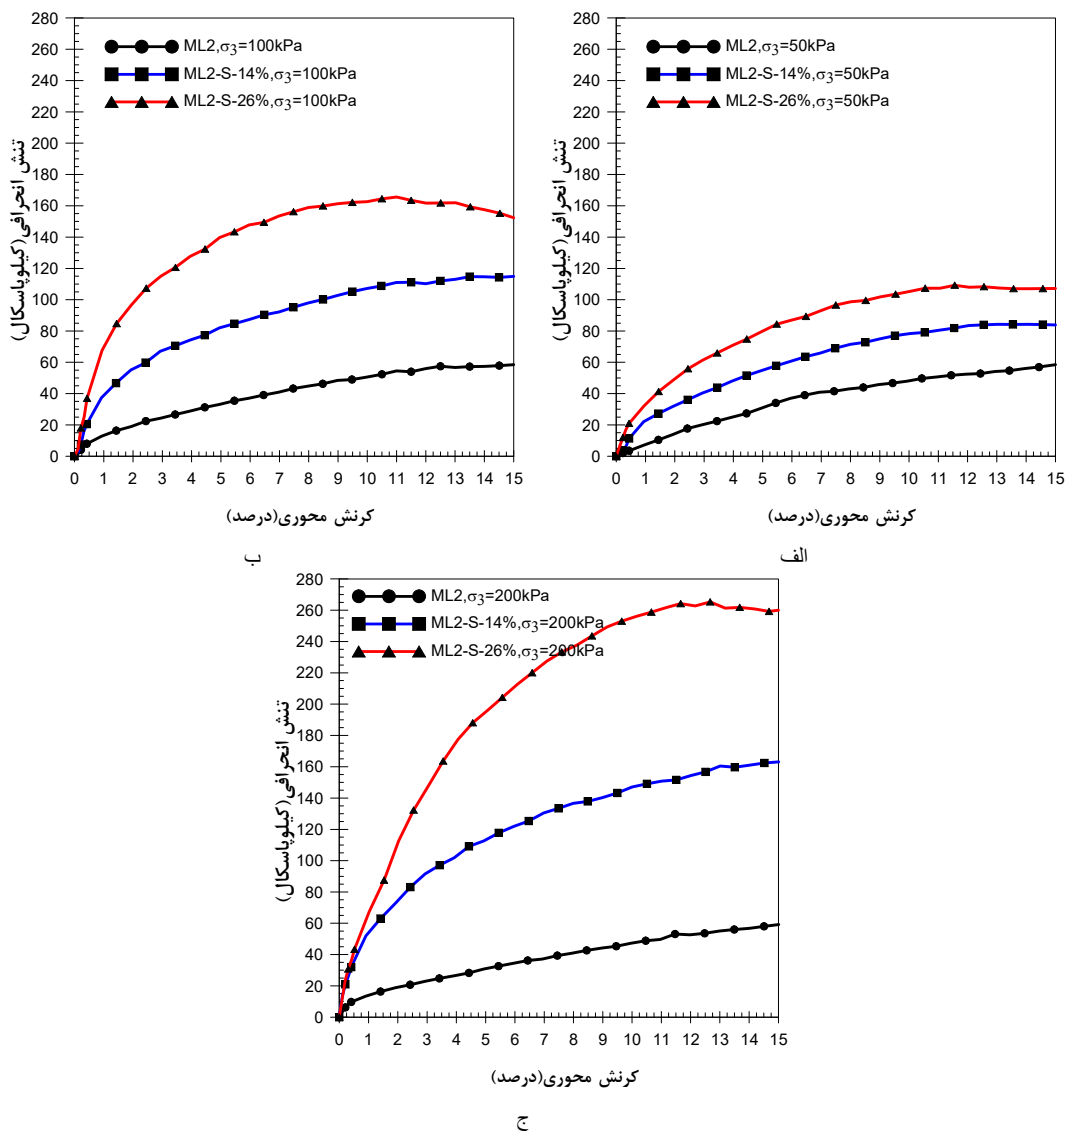 280
260
240
220
200
180
160
140
120
100
80
60
40
20
0
ML2,σ3=100kPa
ML2-S-14%,σ3=100kPa
ML2-S-26%,σ3=100kPa
تنش انحرافی(کیلوپاسکال)
0 1 2 3 4 5 6 7 8 9 10 11 12 13 14 15
کرنش محوری(درصد)
ب
280
260
240
220
200
180
160
140
120
100
80
60
40
20
0
ML2,σ3=50kPa
ML2-S-14%,σ3=50kPa
ML2-S-26%,σ3=50kPa
تنش انحرافی(کیلوپاسکال)
0 1 2 3 4 5 6 7 8 9 10 11 12 13 14 15
کرنش محوری(درصد)
الف
280
260
240
220
200
180
160
140
120
100
80
60
40
20
0
ML2,σ3=200kPa
ML2-S-14%,σ3=200kPa
ML2-S-26%,σ3=200kPa
تنش انحرافی(کیلوپاسکال)
0 1 2 3 4 5 6 7 8 9 10 11 12 13 14 15
کرنش محوری(درصد)
ج